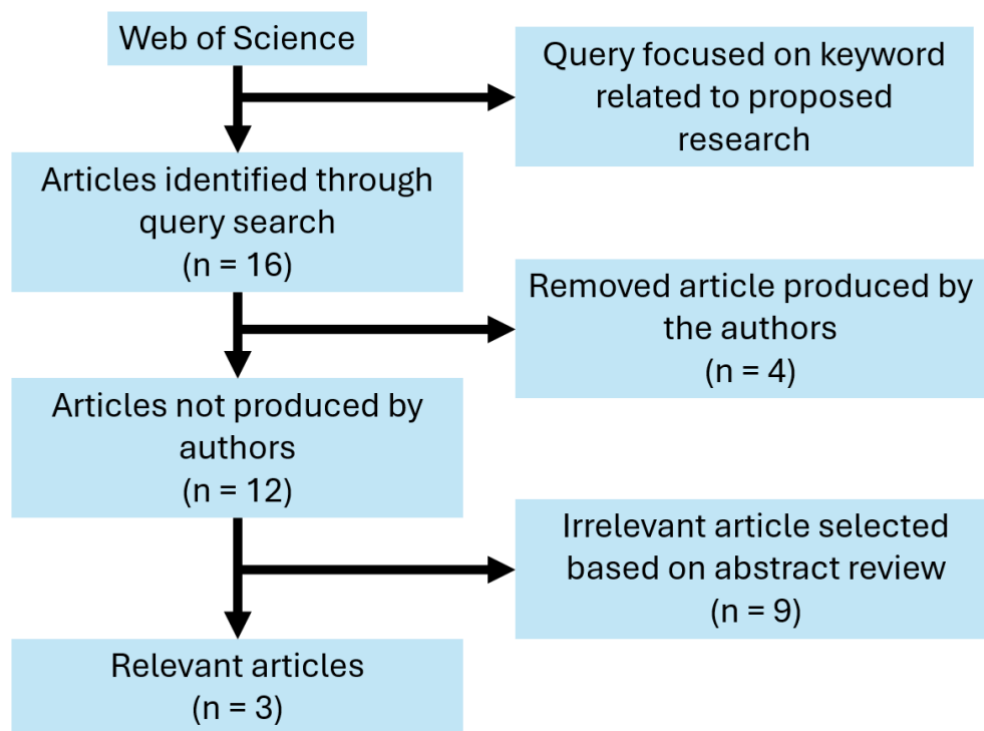 Web of Science
Query focused on keyword
related to proposed
research
Articles identified through
query search
(n = 16)
Removed article produced by
the authors
(n = 4)
Articles not produced by
authors
(n = 12)
Irrelevant article selected
based on abstract review
(n = 9)
Relevant articles
(n = 3)